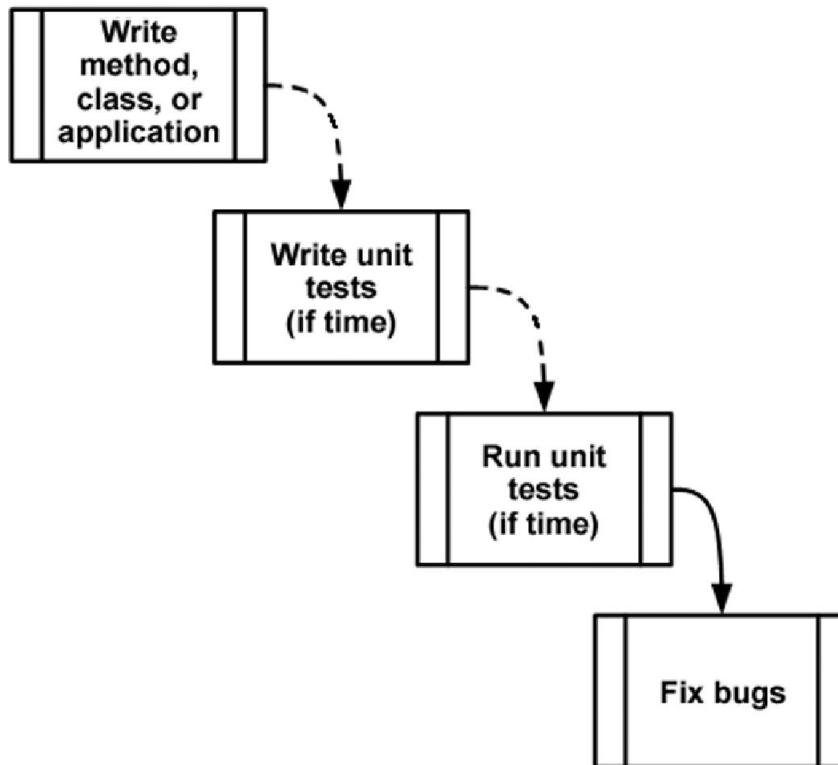 Write
method,
class, or
application
Write unit
tests
(if time)
Run unit
tests
(if time)
Fix bugs